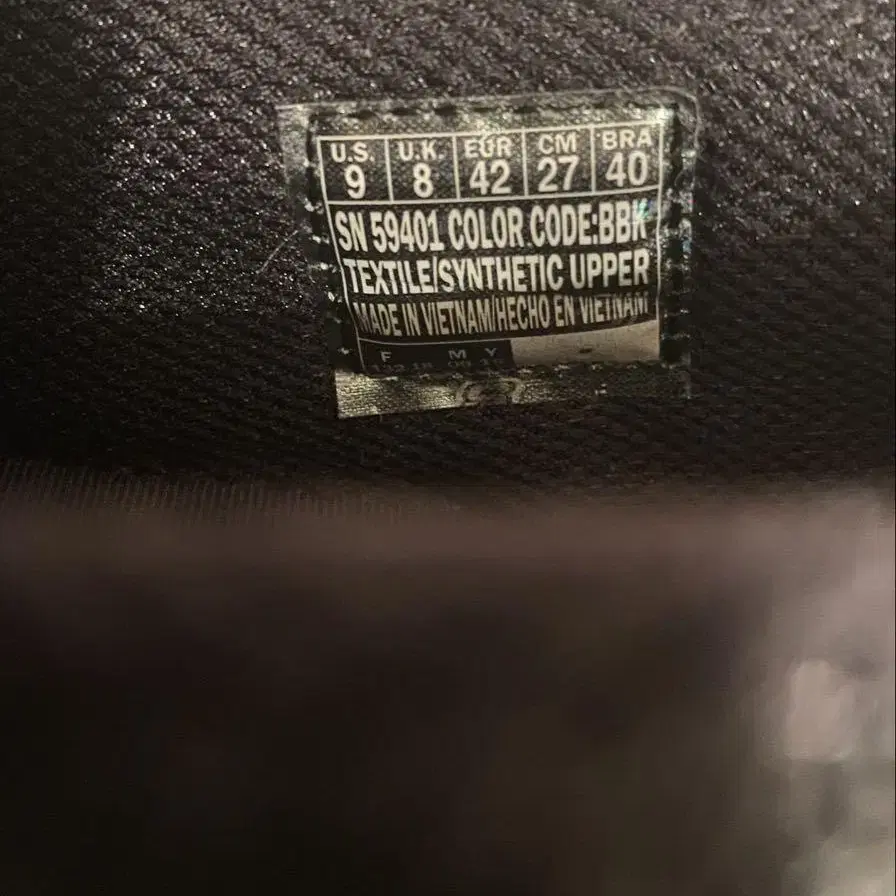 U.S. U.K. EUR CM BRA
9 8 42 27 40
SN 59401 COLOR CODE:BBK
TEXTILE/SYNTHETIC UPPER
MADE IN VIETNAM/HECHO EN VIETNAM
F M Y